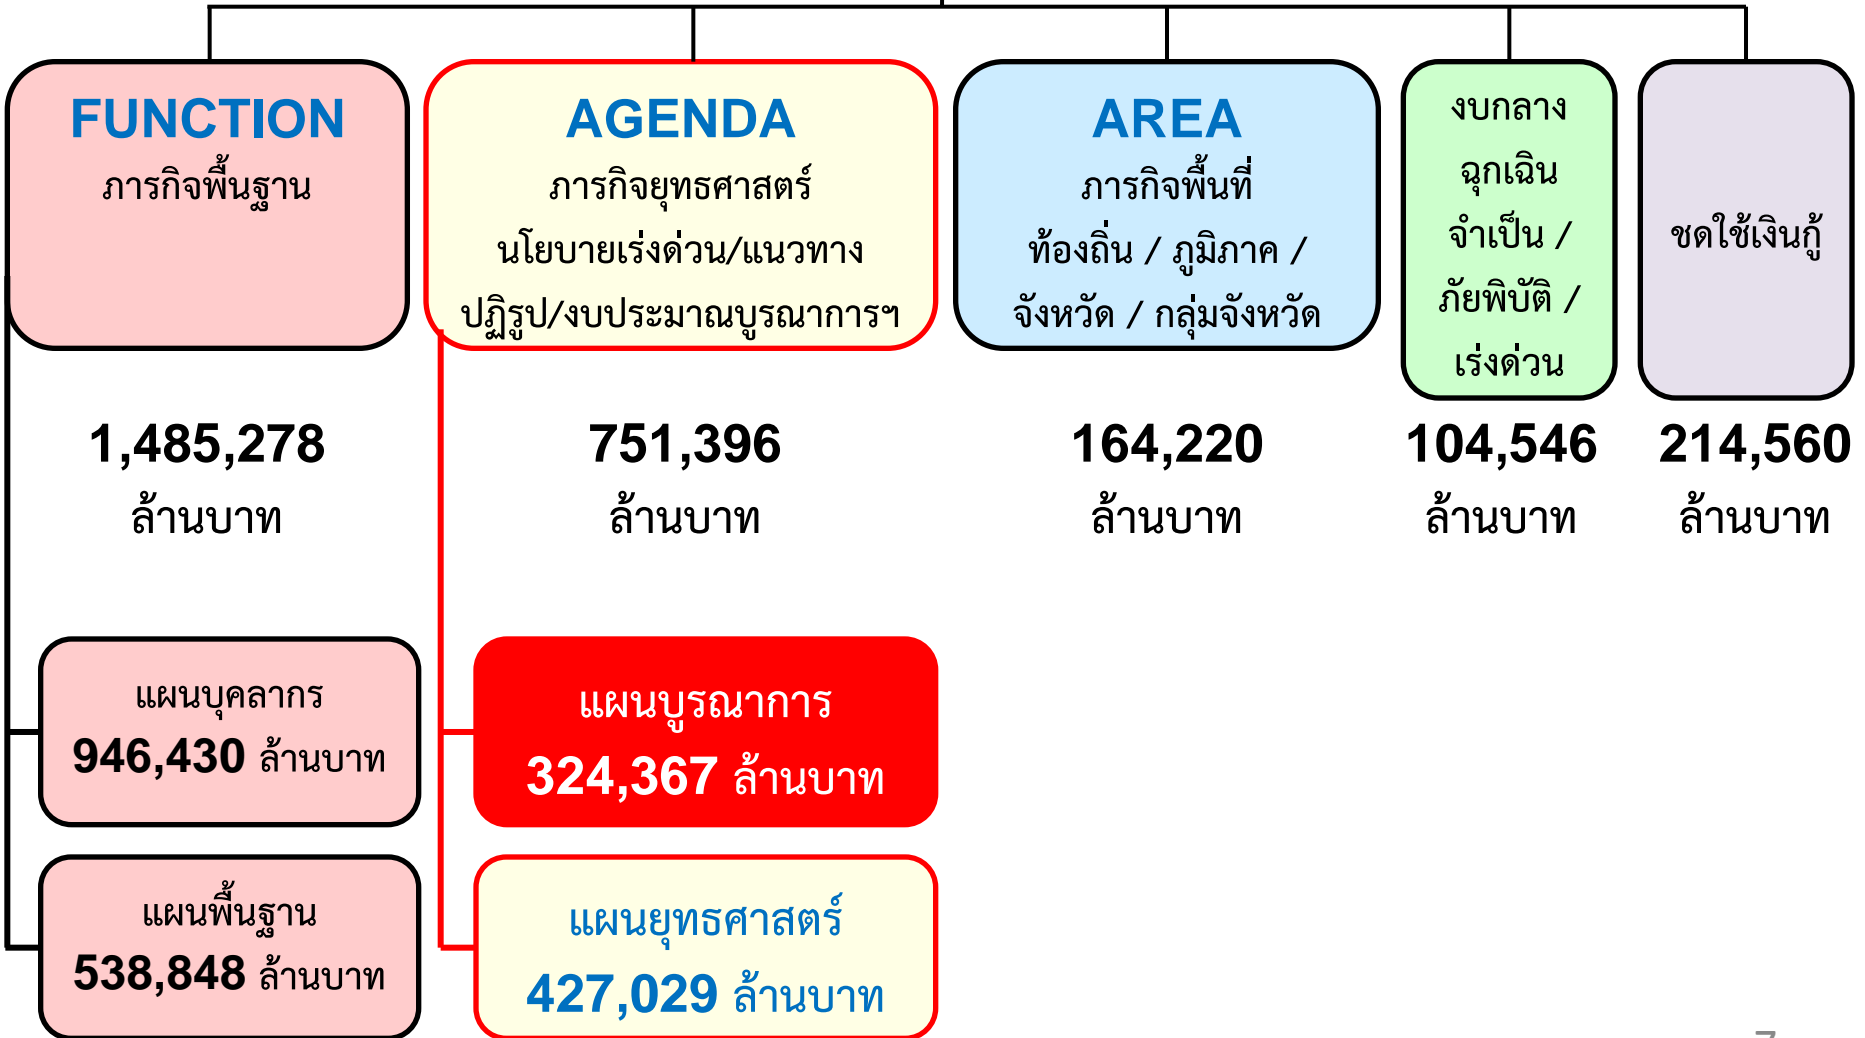 FUNCTION
ภารกิจพื้นฐาน
AGENDA
ภารกิจยุทธศาสตร์
นโยบายเร่งด่วน/แนวทาง
ปฏิรูป/งบประมาณบูรณาการฯ
AREA
ภารกิจพื้นที่
ท้องถิ่น / ภูมิภาค /
จังหวัด / กลุ่มจังหวัด
งบกลาง
ฉุกเฉิน
จำเป็น /
ภัยพิบัติ /
เร่งด่วน
ชดใช้เงินกู้
1,485,278
ล้านบาท
751,396
ล้านบาท
164,220
ล้านบาท
104,546
ล้านบาท
214,560
ล้านบาท
แผนบุคลากร
946,430 ล้านบาท
แผนบูรณาการ
324,367 ล้านบาท
แผนพื้นฐาน
538,848 ล้านบาท
แผนยุทธศาสตร์
427,029 ล้านบาท